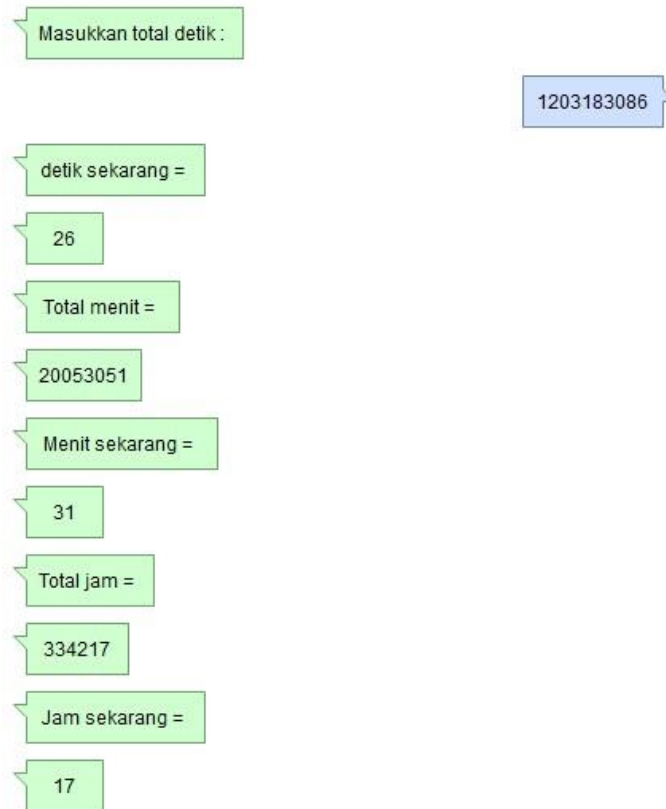 Masukkan total detik :
1203183086
detik sekarang =
26
Total menit =
20053051
Menit sekarang =
31
Total jam =
334217
Jam sekarang =
17